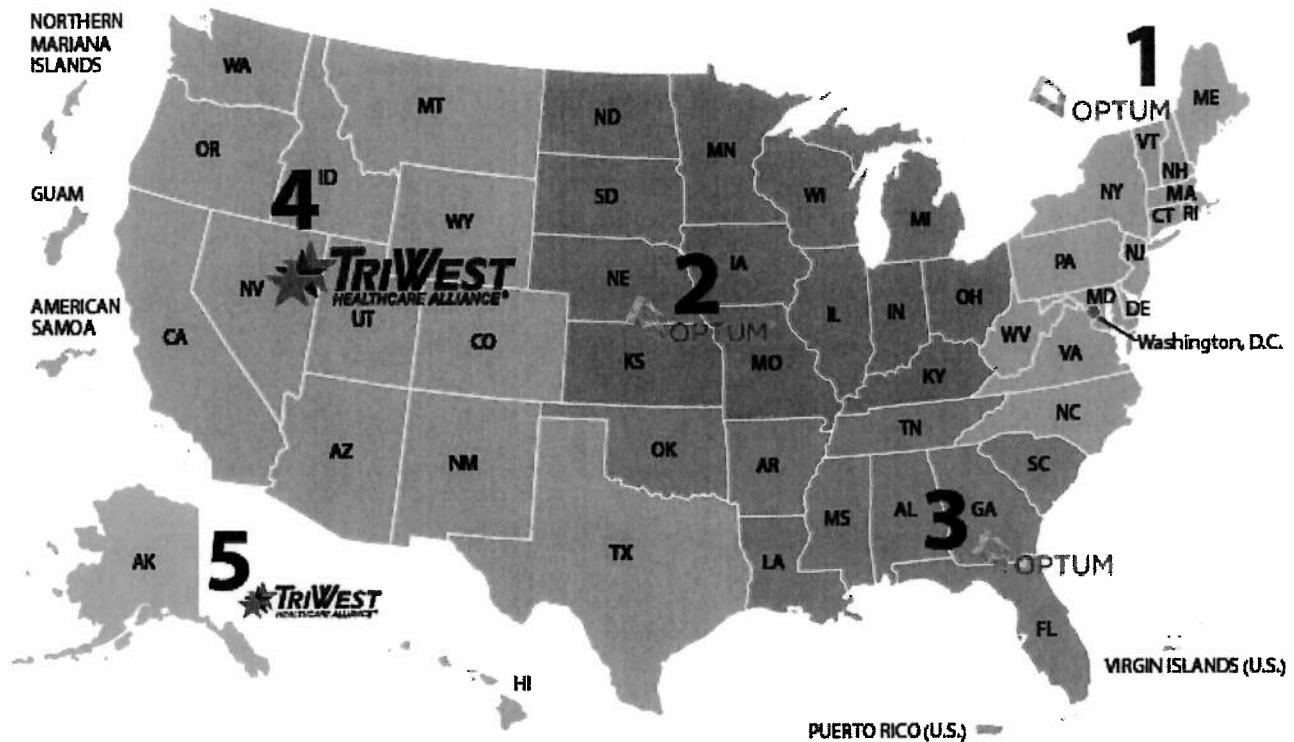 NORTHERN
MARIANA
ISLANDS
GUAM
AMERICAN
SAMOA
WA
OR
CA
NV
4
ID
MT
WY
TRIWEST
HEALTHCARE ALLIANCE®
UT
CO
AZ
NM
TX
ND
SD
NE
KS
OK
MN
IA
2
OPTUM
MO
AR
LA
WI
IL
MI
IN
OH
KY
TN
MS
AL
3
GA
OPTUM
SC
FL
1
OPTUM
ME
VT
NH
NY
MA
CT
RI
PA
NJ
MD
DE
Washington, D.C.
WV
VA
NC
AK
5
TRIWEST
HEALTHCARE ALLIANCE
HI
VIRGIN ISLANDS (U.S.)
PUERTO RICO (U.S.)